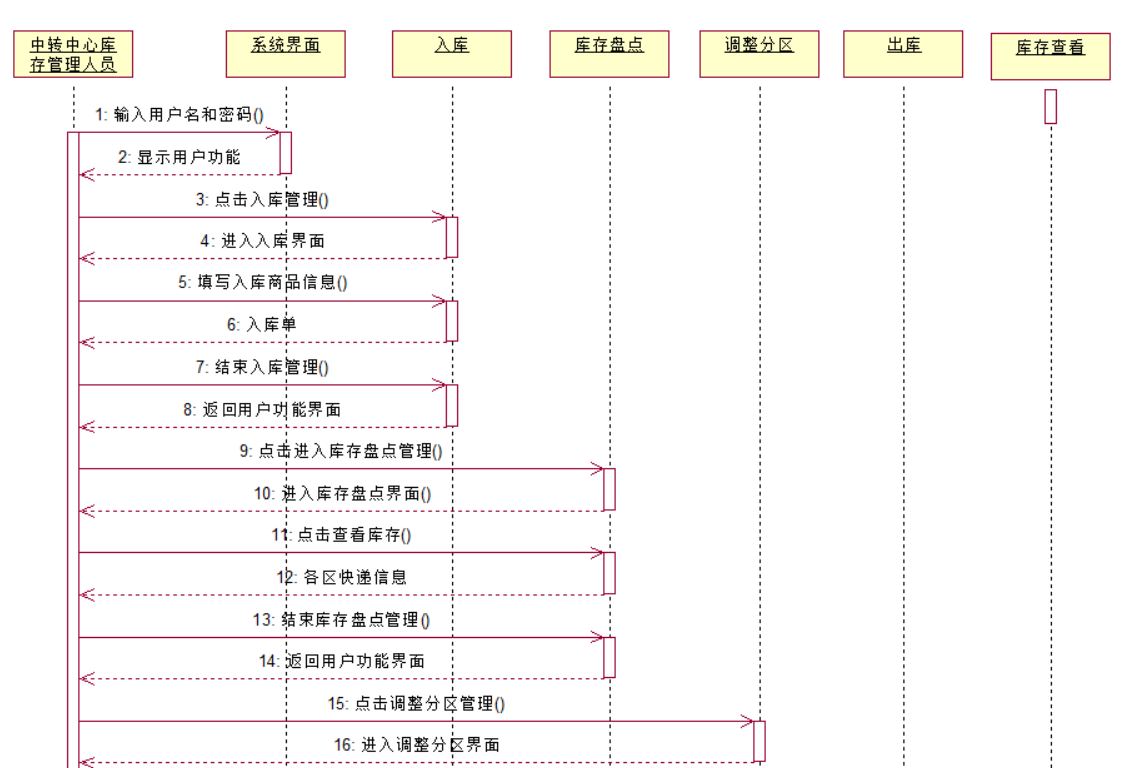 中转中心库
存管理人员
系统界面
入库
库存盘点
调整分区
出库
库存查看
1: 输入用户名和密码()
2: 显示用户功能
3: 点击入库管理()
4: 进入入库界面
5: 填写入库商品信息()
6: 入库单
7: 结束入库管理()
8: 返回用户功能界面
9: 点击进入库存盘点管理()
10: 进入库存盘点界面()
11: 点击查看库存()
12: 各区快递信息
13: 结束库存盘点管理()
14: 返回用户功能界面
15: 点击调整分区管理()
16: 进入调整分区界面